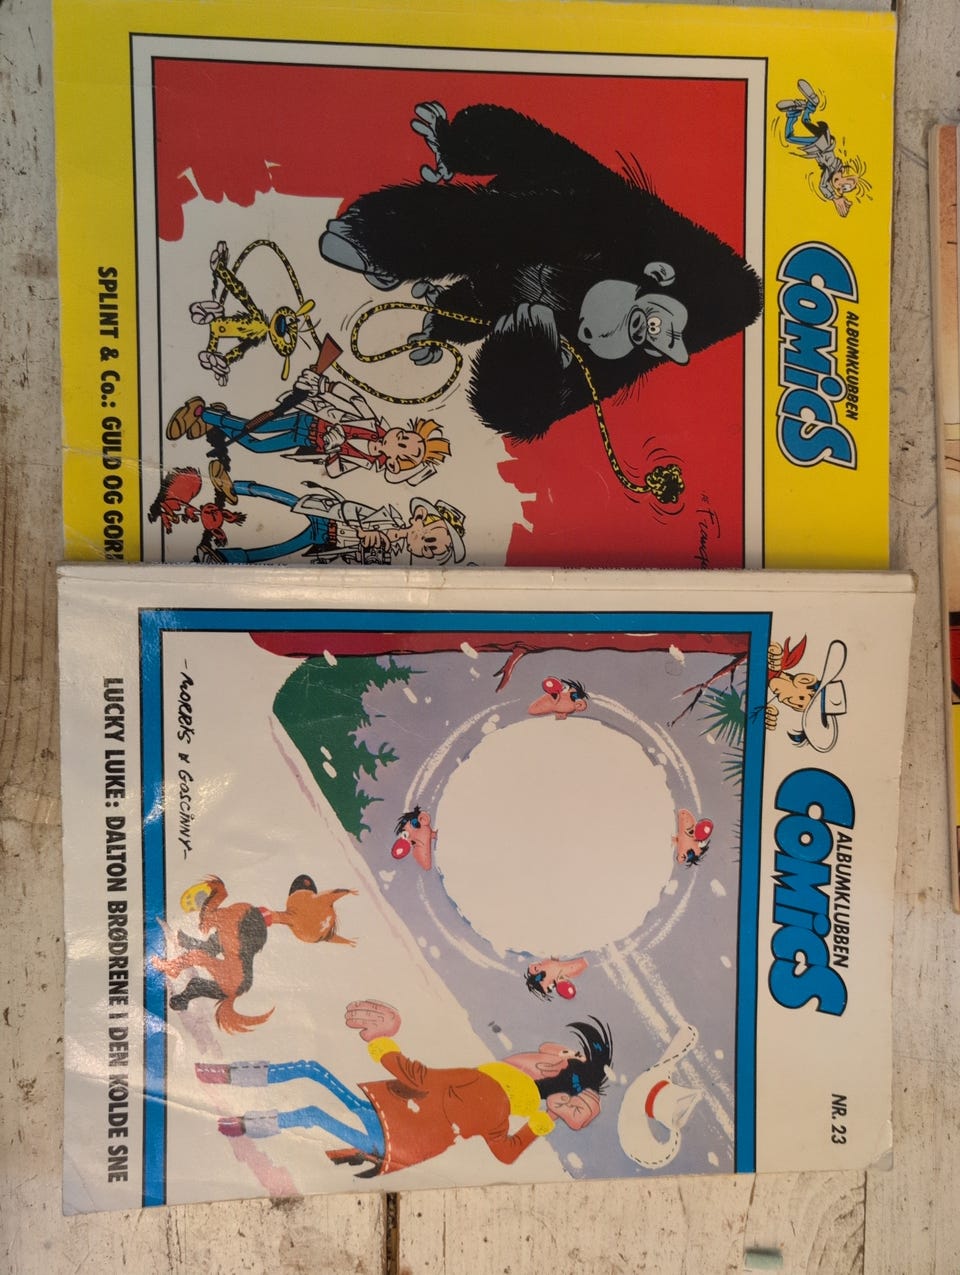 ALBUMKLUBBEN
COMiCS
SPLINT & Co.: GULD OG
ALBUMKLUBBEN
COMiCS
NR. 23
-MORRIS & GOSCINNY-
LUCKY LUKE: DALTON BRØDRENE I DEN KOLDE SNE